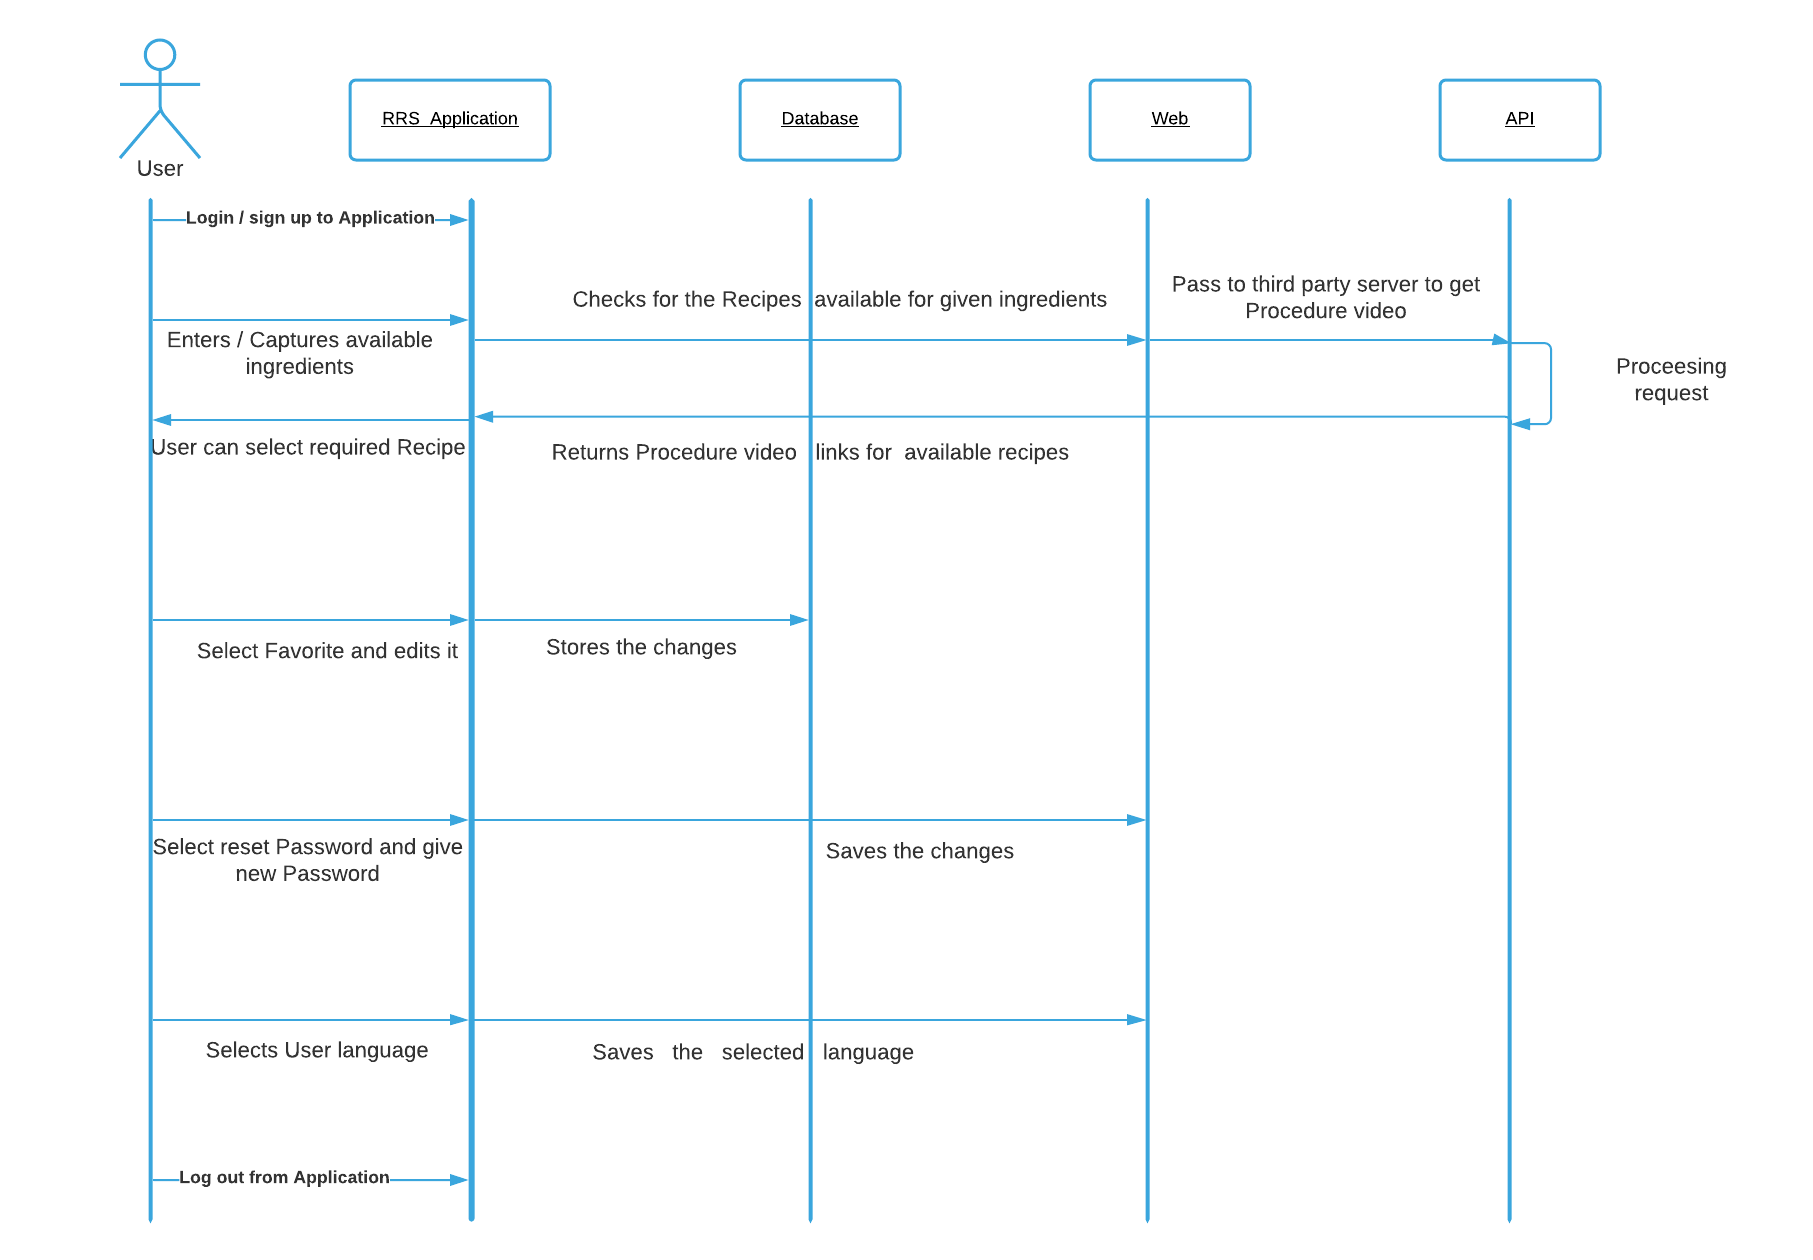 User
RRS  Application
Database
Web
API
Login / sign up to Application
Checks for the Recipes  available for given ingredients
Pass to third party server to get
Procedure video
Enters / Captures available
ingredients
Proceesing
request
User can select required Recipe
Returns Procedure video   links for  available recipes
Select Favorite and edits it
Stores the changes
Select reset Password and give
new Password
Saves the changes
Selects User language
Saves   the   selected   language
Log out from Application